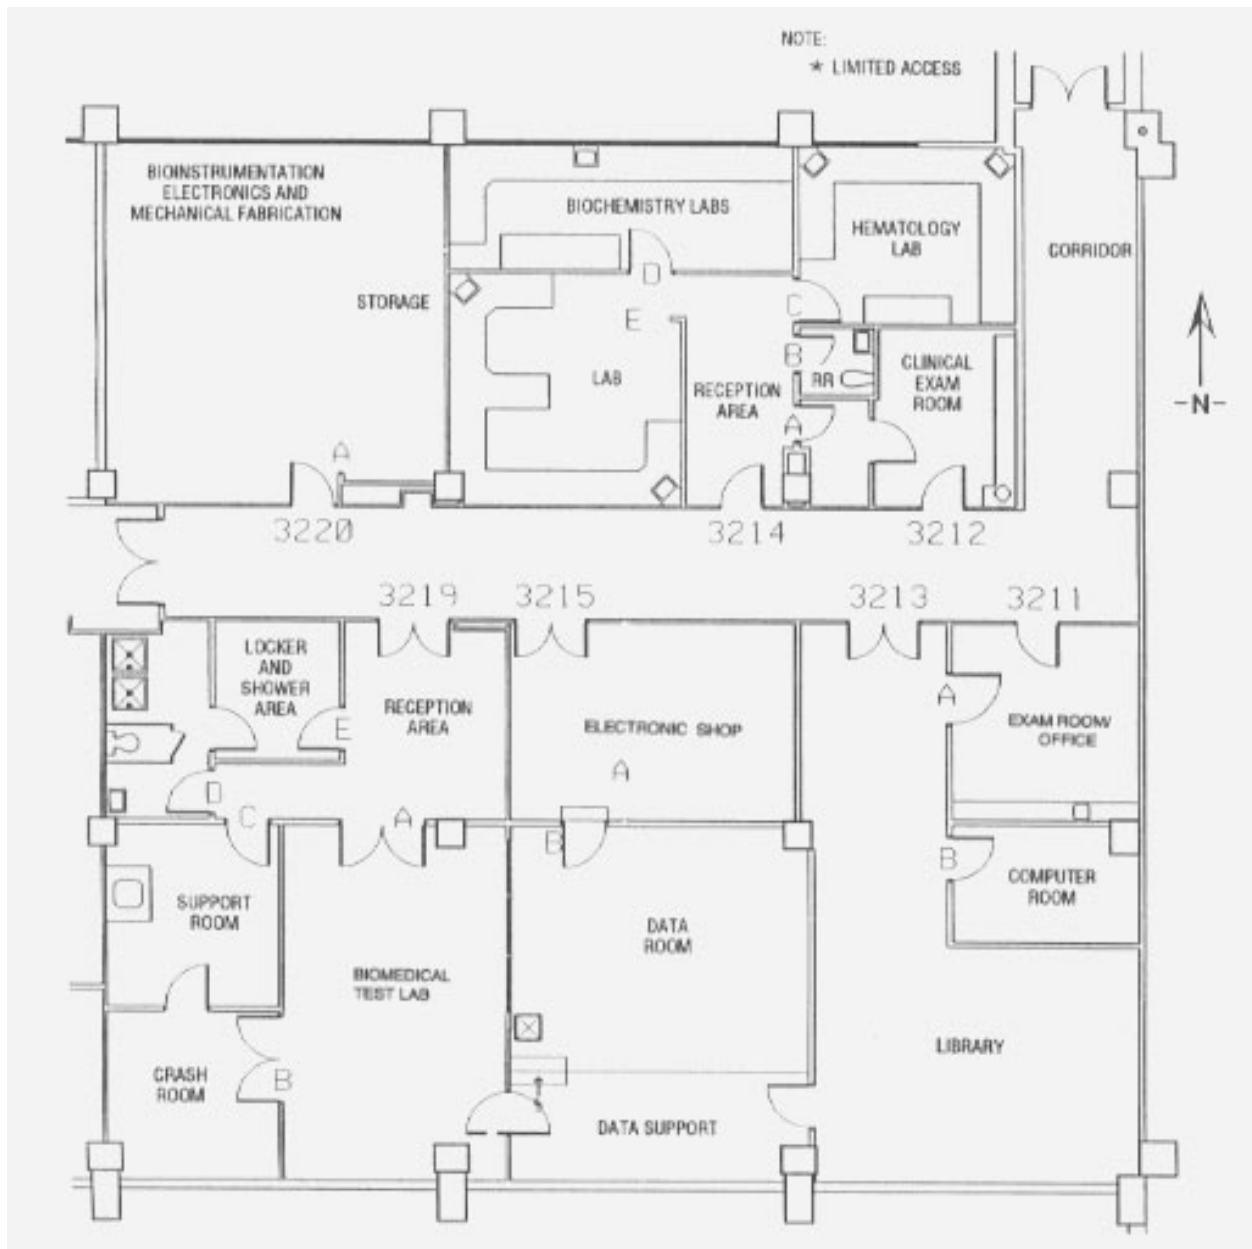 NOTE:
* LIMITED ACCESS
BIOINSTRUMENTATION
ELECTRONICS AND
MECHANICAL FABRICATION
BIOCHEMISTRY LABS
HEMATOLOGY
LAB
CORRIDOR
STORAGE
D
E
C
B
LAB
RECEPTION
AREA
RR
CLINICAL
EXAM
ROOM
A
A
-N-
3220
3214
3212
3219
3215
3213
3211
LOCKER
AND
SHOWER
AREA
E
RECEPTION
AREA
ELECTRONIC SHOP
A
A
EXAM ROOM/
OFFICE
D
C
A
B
B
COMPUTER
ROOM
SUPPORT
ROOM
DATA
ROOM
BIOMEDICAL
TEST LAB
LIBRARY
CRASH
ROOM
B
DATA SUPPORT